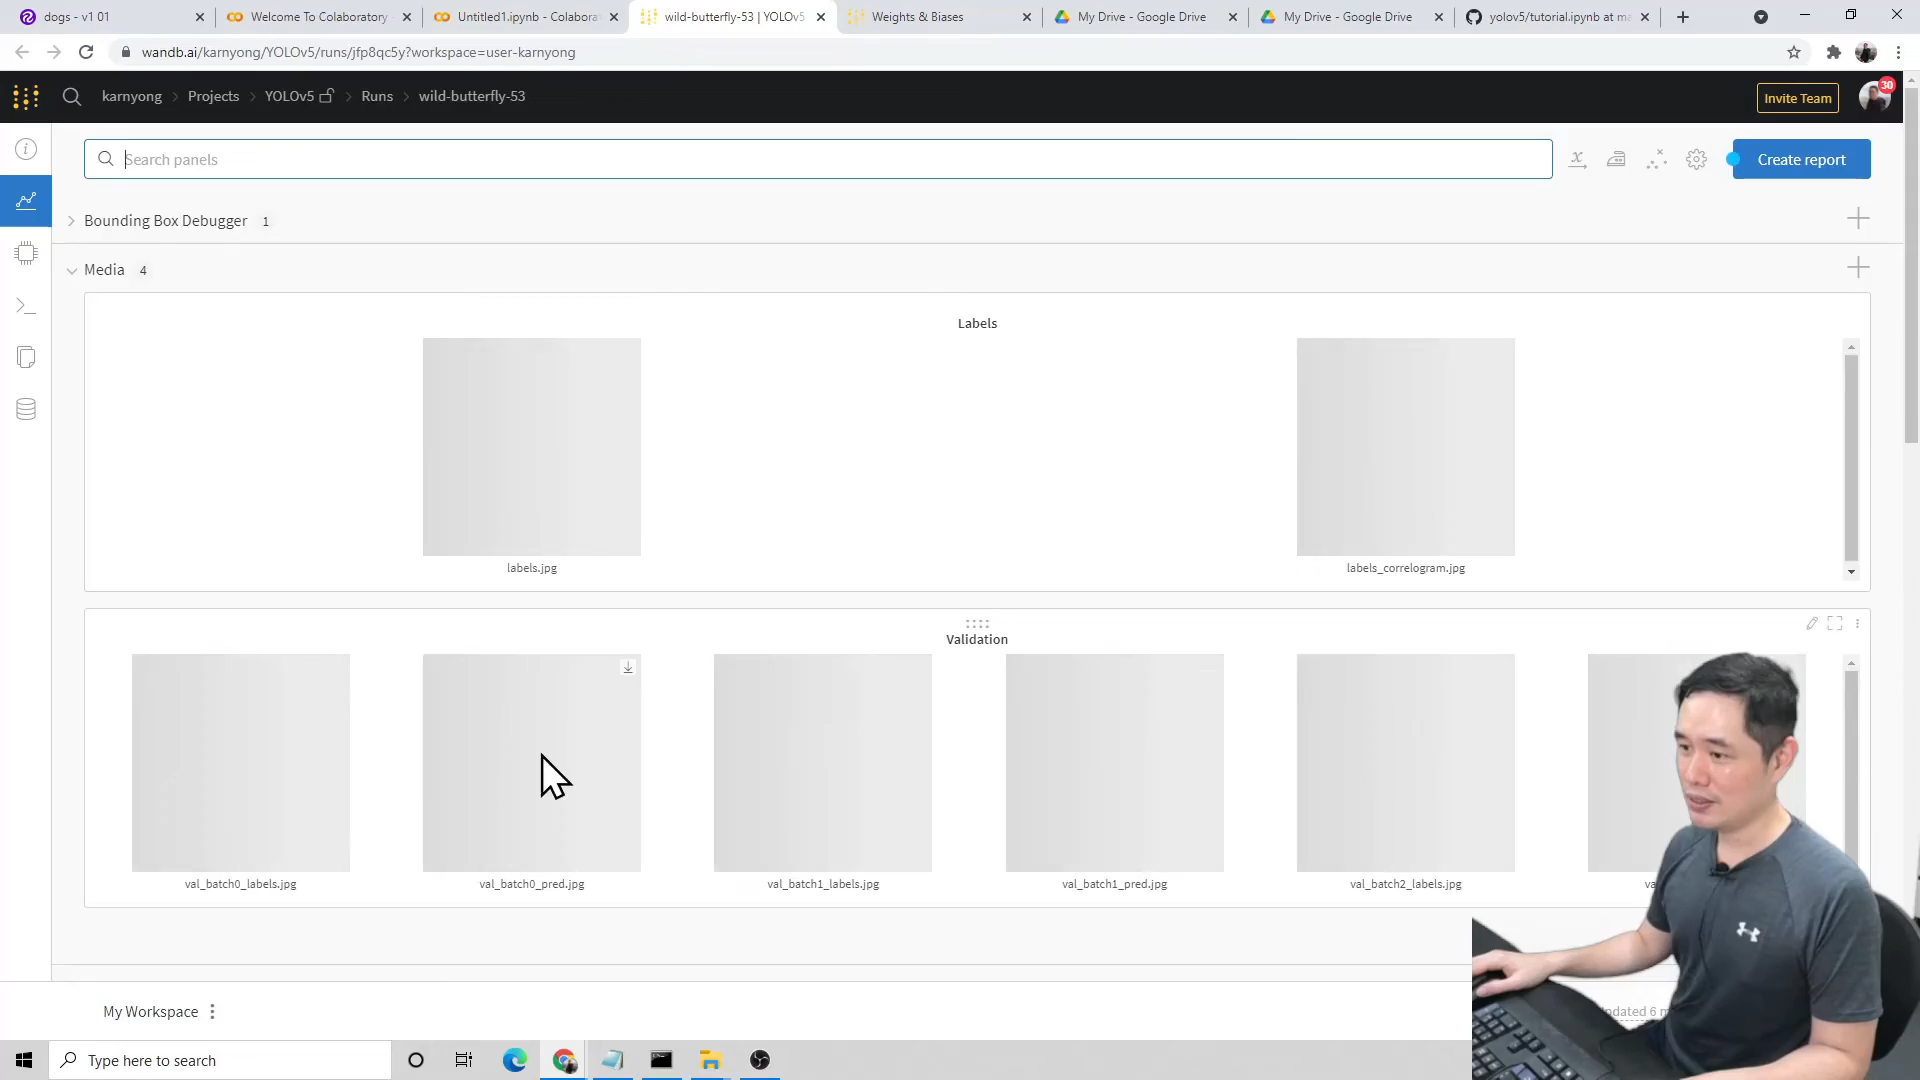 dogs - v1 01
Welcome To Colaboratory
Untitled1.ipynb - Colabora
wild-butterfly-53 | YOLOv5
Weights & Biases
My Drive - Google Drive
My Drive - Google Drive
yolov5/tutorial.ipynb at ma
wandb.ai/karnyong/YOLOv5/runs/jfp8qc5y?workspace=user-karnyong
karnyong > Projects > YOLOv5 > Runs > wild-butterfly-53
Invite Team
30
Search panels
Create report
Bounding Box Debugger 1
Media 4
Labels
labels.jpg
labels_correlogram.jpg
Validation
val_batch0_labels.jpg
val_batch0_pred.jpg
val_batch1_labels.jpg
val_batch1_pred.jpg
val_batch2_labels.jpg
va
My Workspace
pdated 6 m
Type here to search